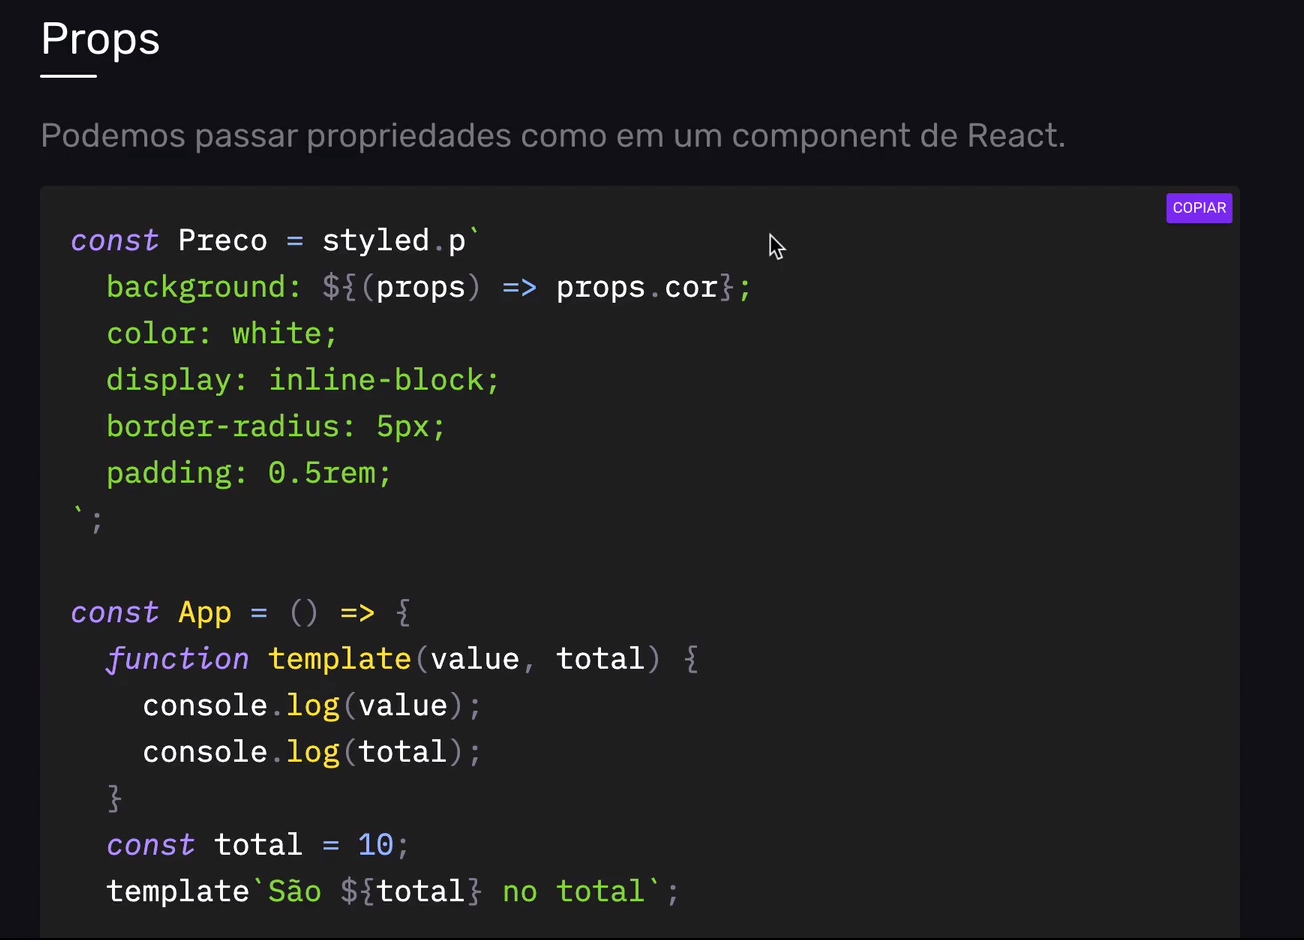 Props
Podemos passar propriedades como em um component de React.
COPIAR
const Preco = styled.p`
  background: ${(props) => props.cor};
  color: white;
  display: inline-block;
  border-radius: 5px;
  padding: 0.5rem;
`;
const App = () => {
  function template(value, total) {
    console.log(value);
    console.log(total);
  }
  const total = 10;
  template`São ${total} no total`;